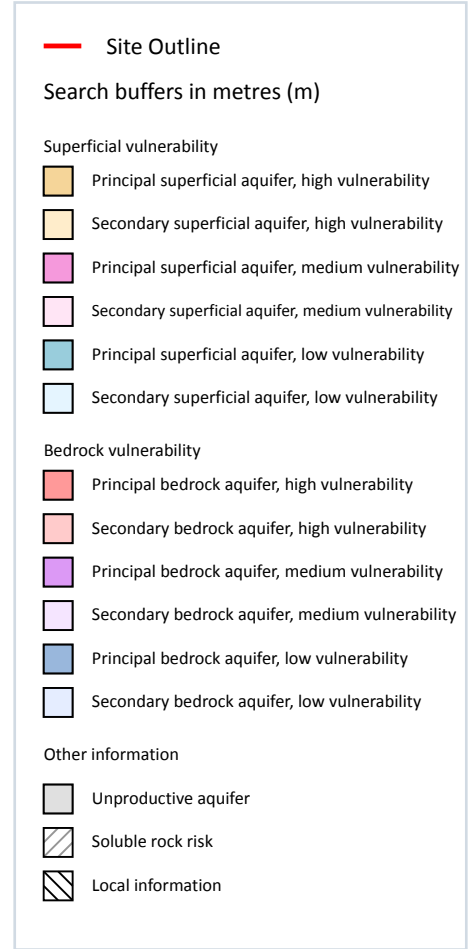 Site Outline
Search buffers in metres (m)
Superficial vulnerability
Principal superficial aquifer, high vulnerability
Secondary superficial aquifer, high vulnerability
Principal superficial aquifer, medium vulnerability
Secondary superficial aquifer, medium vulnerability
Principal superficial aquifer, low vulnerability
Secondary superficial aquifer, low vulnerability
Bedrock vulnerability
Principal bedrock aquifer, high vulnerability
Secondary bedrock aquifer, high vulnerability
Principal bedrock aquifer, medium vulnerability
Secondary bedrock aquifer, medium vulnerability
Principal bedrock aquifer, low vulnerability
Secondary bedrock aquifer, low vulnerability
Other information
Unproductive aquifer
Soluble rock risk
Local information